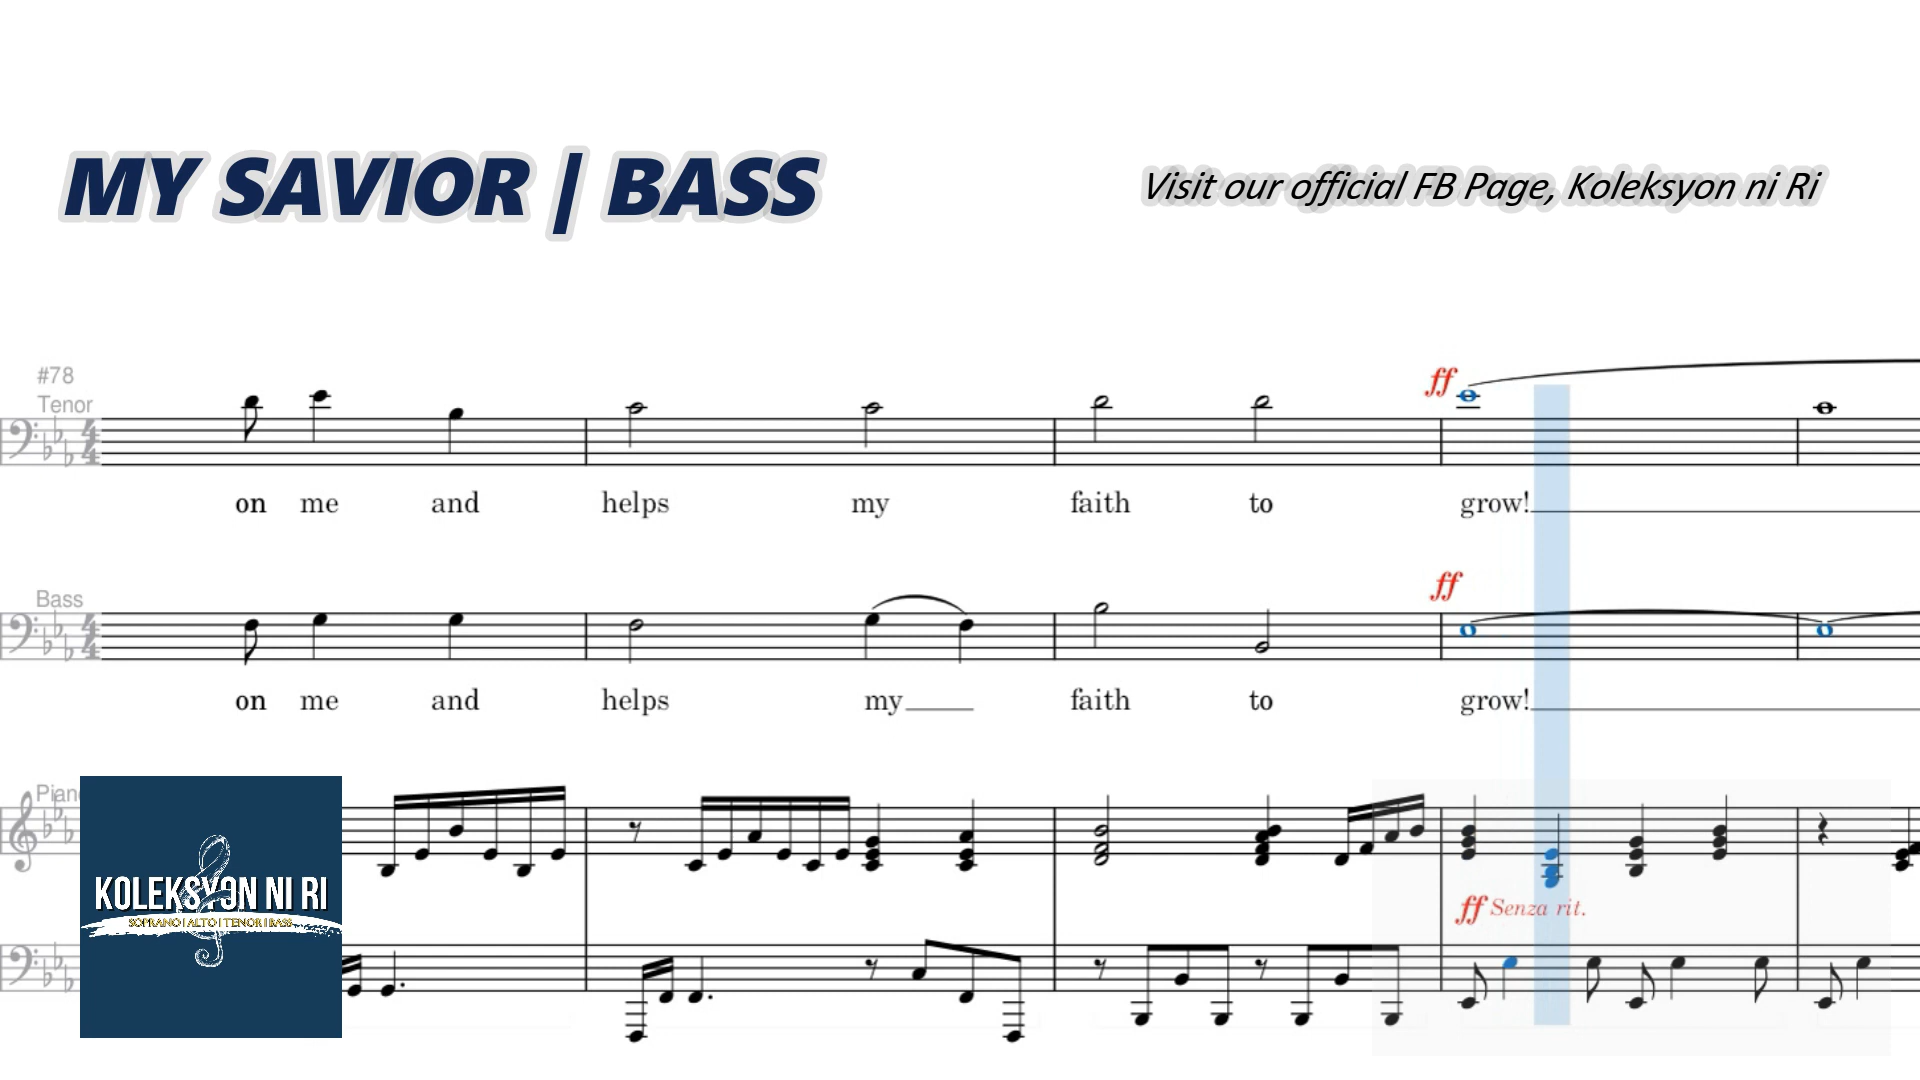 MY SAVIOR | BASS
Visit our official FB Page, Koleksyon ni Ri
#78
Tenor
ff
on me and helps my faith to grow!
Bass
ff
on me and helps my faith to grow!
ff Senza rit.
KOLEKSYON NI RI
SOPRANO | ALTO | TENOR | BASS